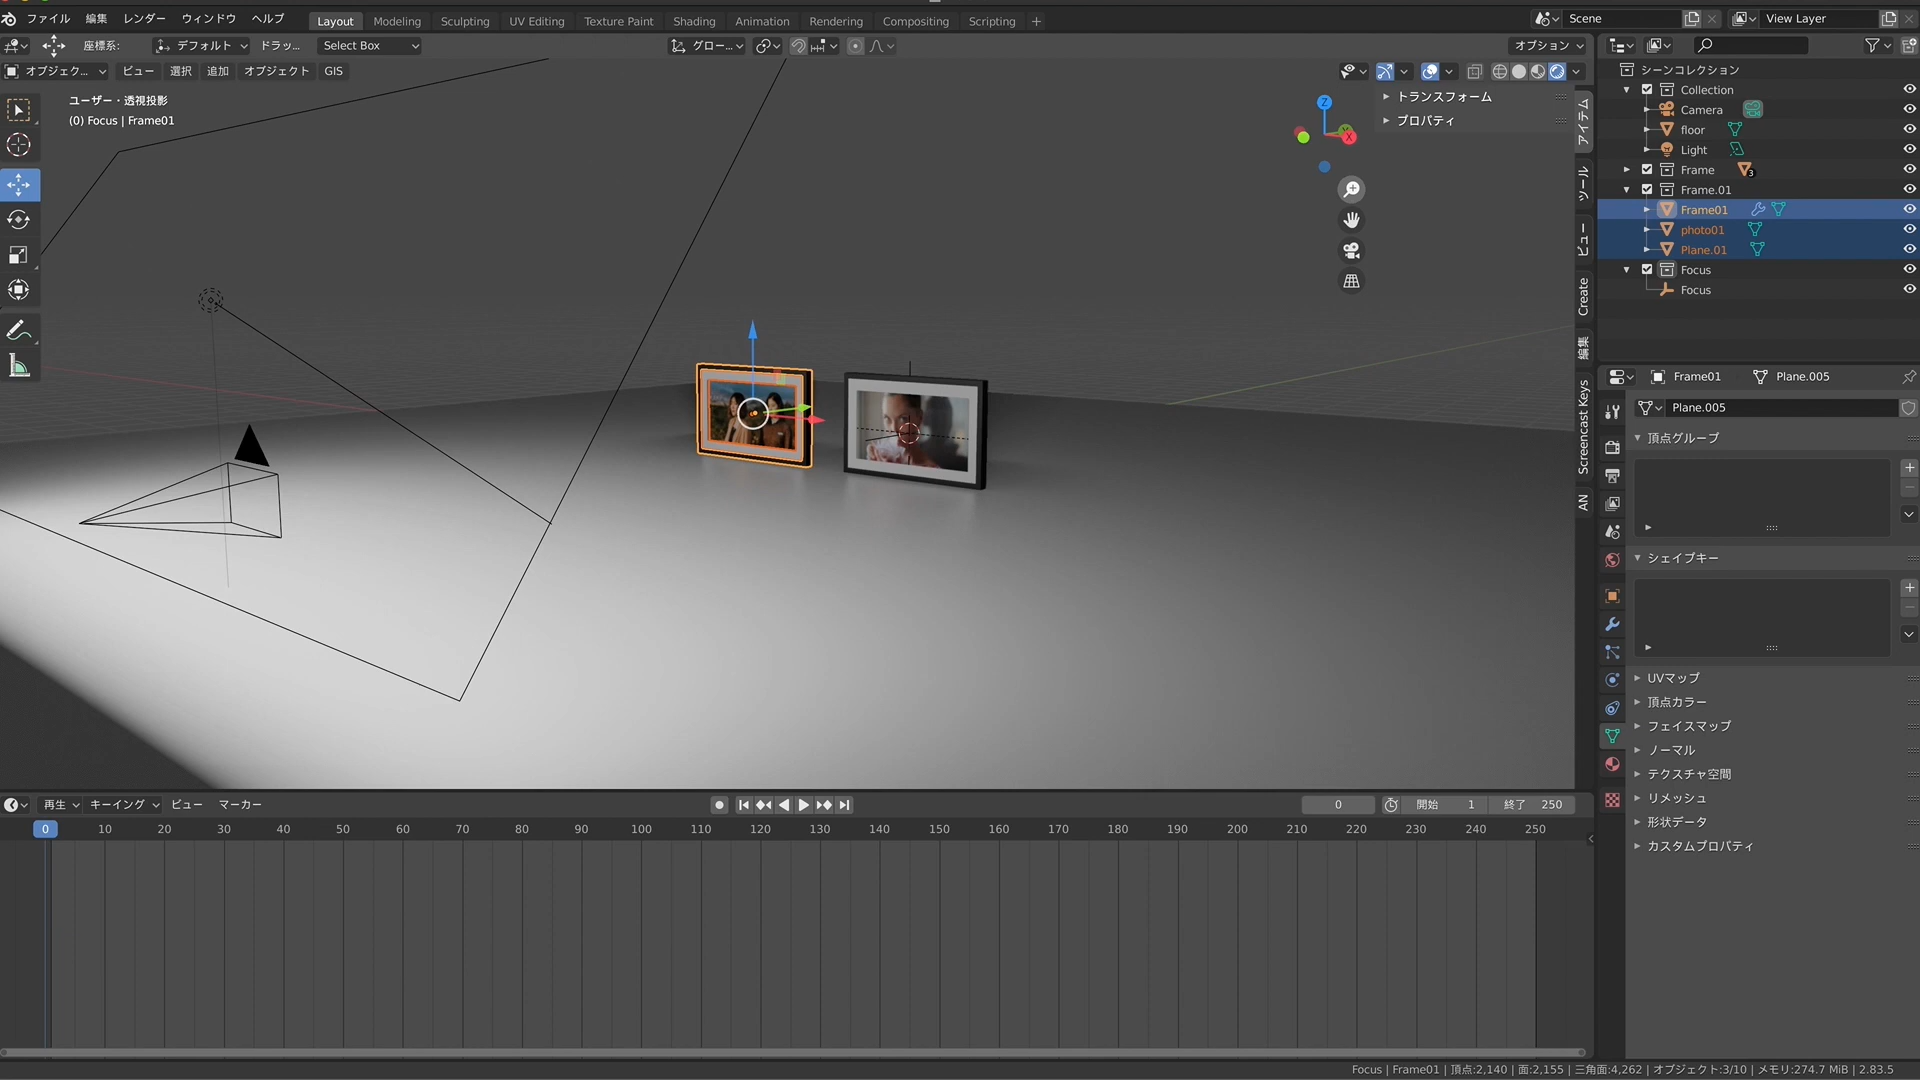 ファイル 編集 レンダー ウィンドウ ヘルプ Layout Modeling Sculpting UV Editing Texture Paint Shading Animation Rendering Compositing Scripting + Scene View Layer
座標系: デフォルト ドラッ... Select Box グロー... オプション
オブジェク... ビュー 選択 追加 オブジェクト GIS
ユーザー・透視投影
(0) Focus | Frame01
Z
X
トランスフォーム
プロパティ
アイテム
ツール
ビュー
Create
編集
Screencast Keys
AN
シーンコレクション
Collection
Camera
floor
Light
Frame 3
Frame.01
Frame01
photo01
Plane.01
Focus
Focus
Frame01 Plane.005
Plane.005
頂点グループ
シェイプキー
UVマップ
頂点カラー
フェイスマップ
ノーマル
テクスチャ空間
リメッシュ
形状データ
カスタムプロパティ
再生 キーイング ビュー マーカー 0 開始 1 終了 250
0 10 20 30 40 50 60 70 80 90 100 110 120 130 140 150 160 170 180 190 200 210 220 230 240 250
Focus | Frame01 | 頂点:2,140 | 面:2,155 | 三角面:4,262 | オブジェクト:3/10 | メモリ:274.7 MiB | 2.83.5